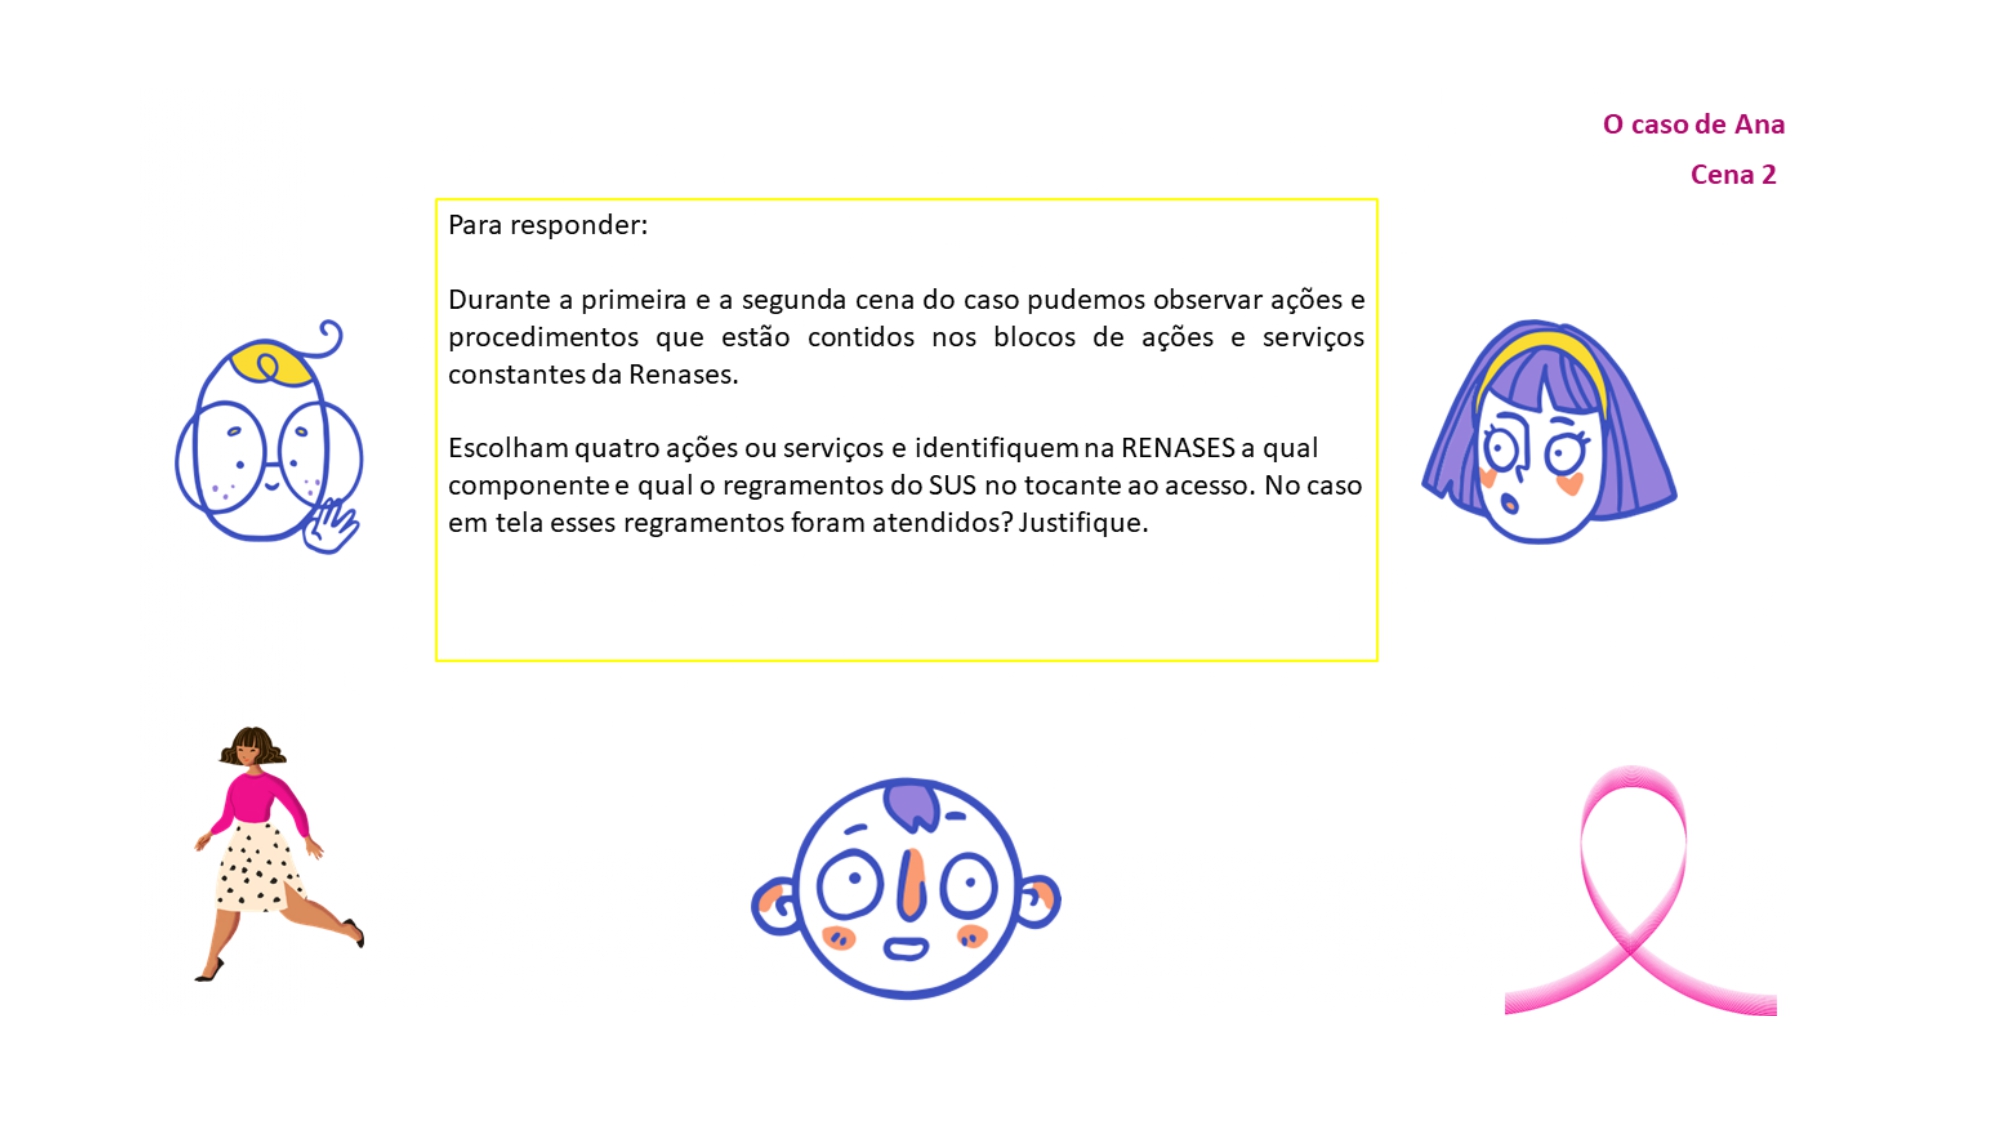 O caso de Ana
Cena 2
Para responder:
Durante a primeira e a segunda cena do caso pudemos observar ações e
procedimentos que estão contidos nos blocos de ações e serviços
constantes da Renases.
Escolham quatro ações ou serviços e identifiquem na RENASES a qual
componente e qual o regramentos do SUS no tocante ao acesso. No caso
em tela esses regramentos foram atendidos? Justifique.